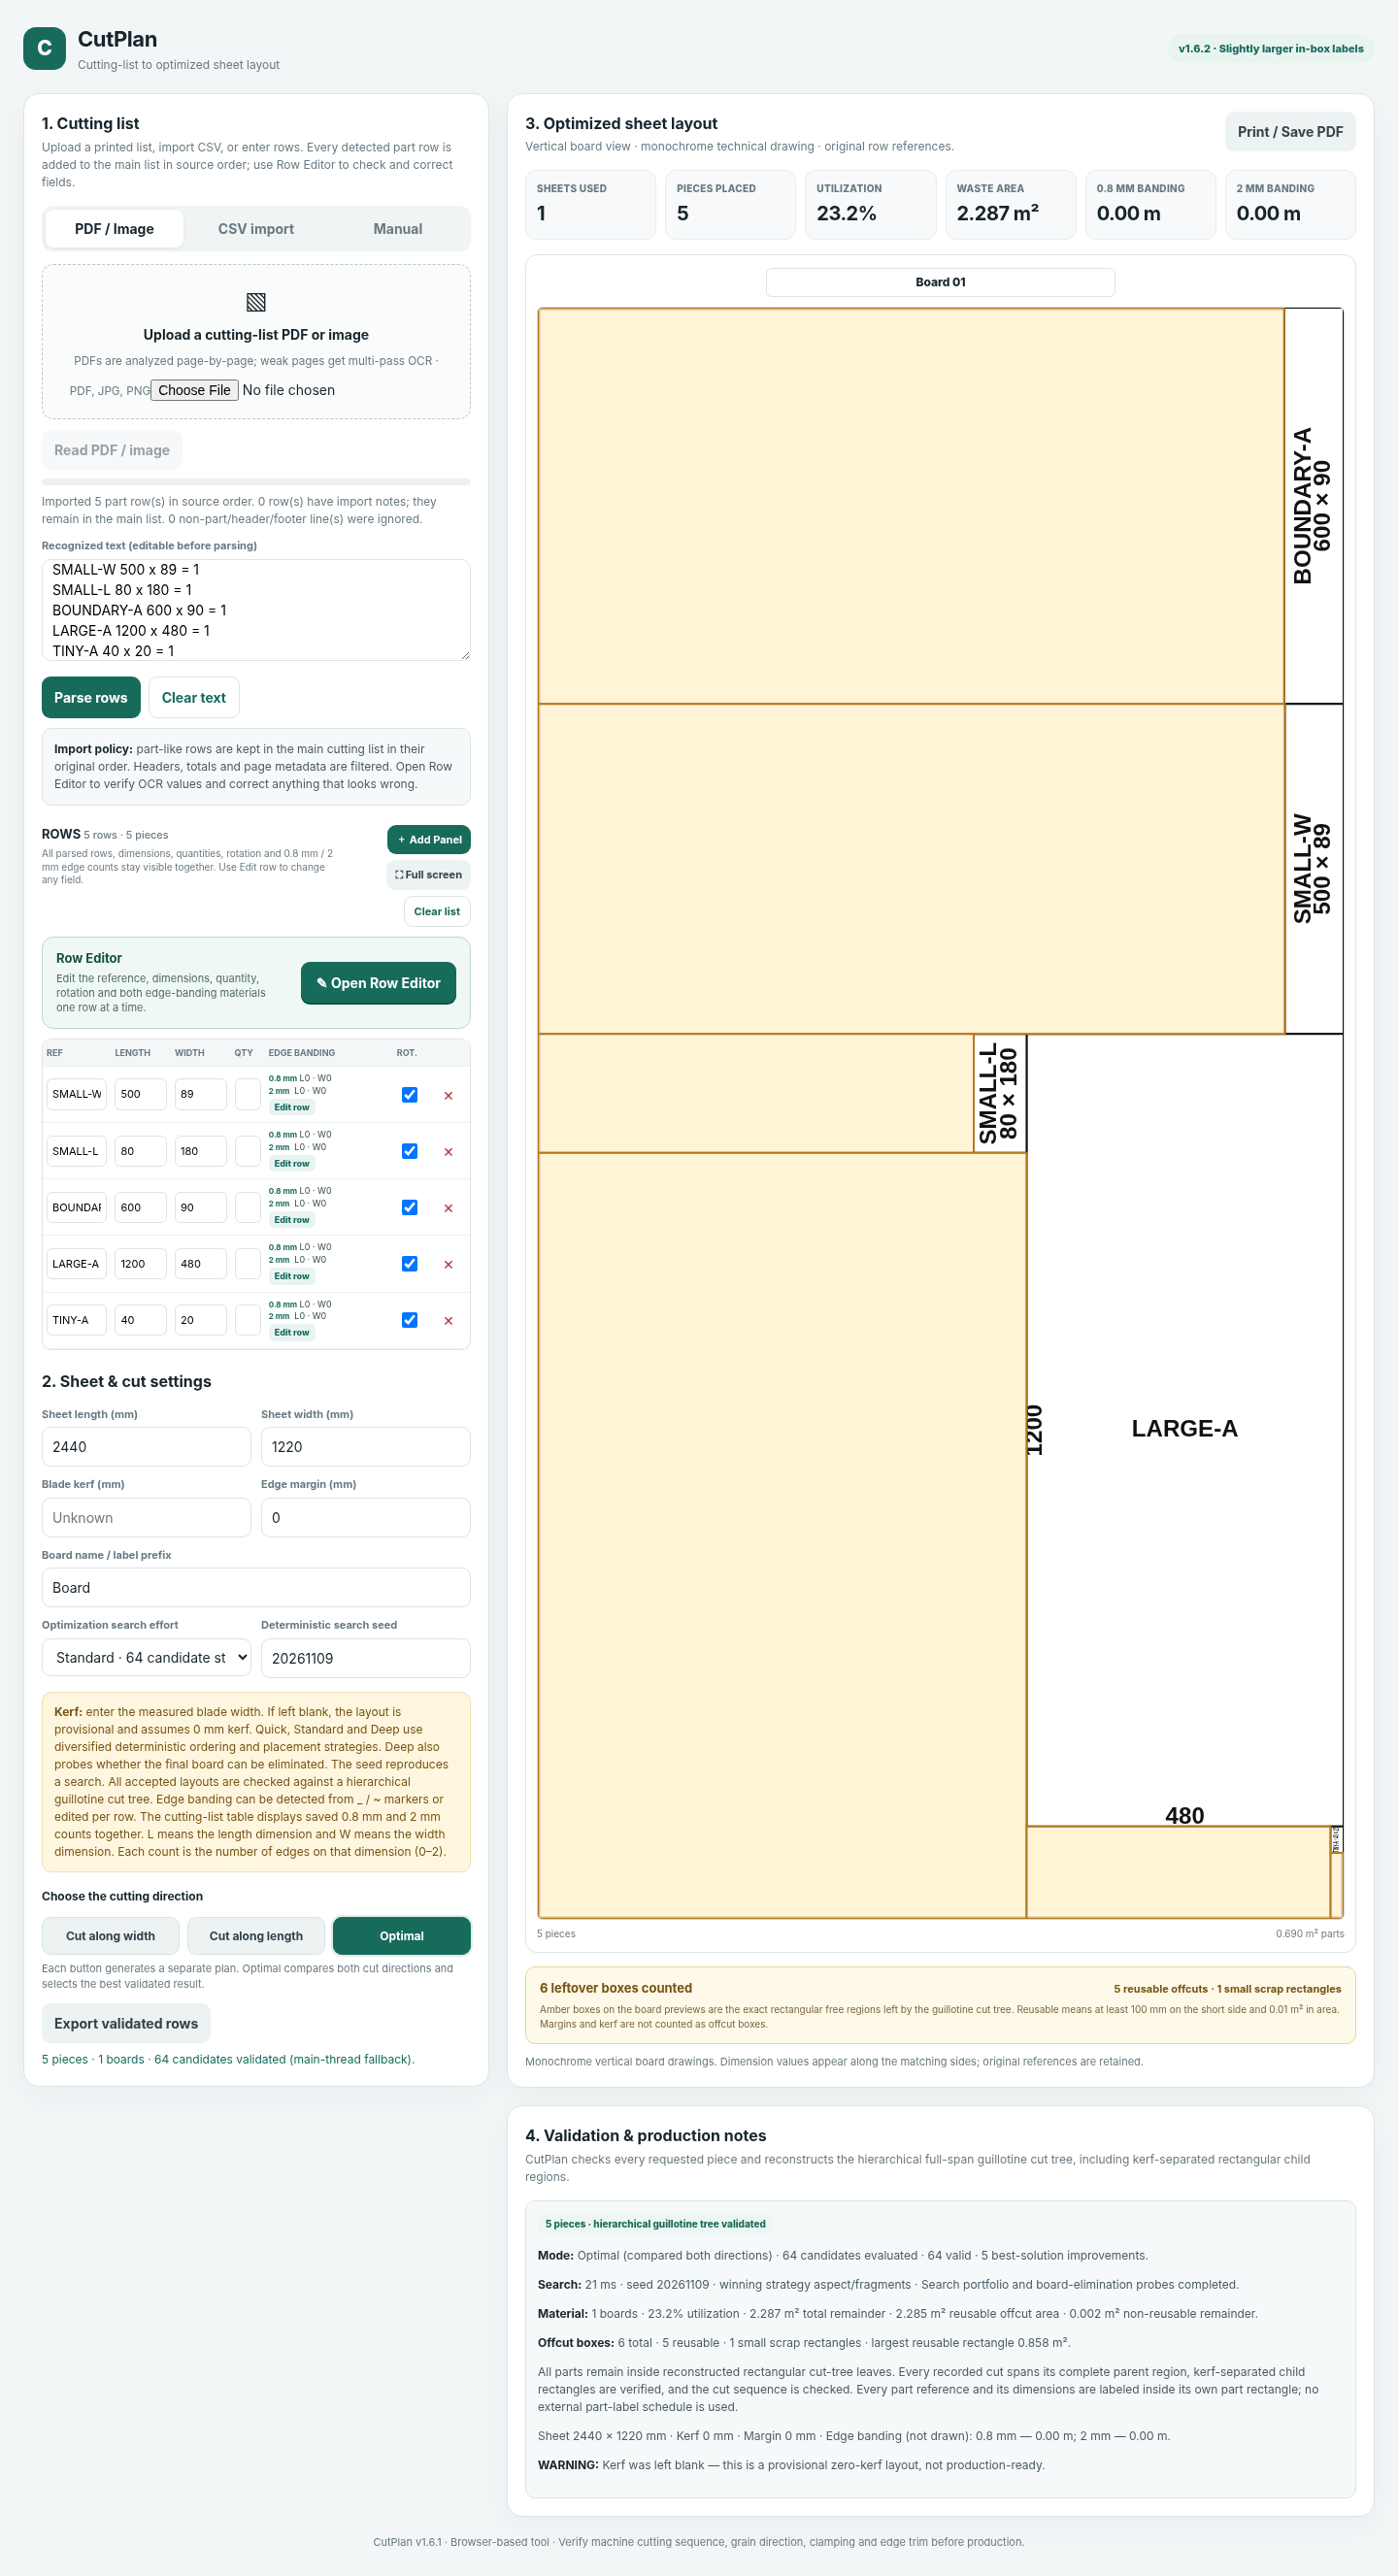 C
CutPlan
Cutting-list to optimized sheet layout
v1.6.2 · Slightly larger in-box labels
1. Cutting list
Upload a printed list, import CSV, or enter rows. Every detected part row is
added to the main list in source order; use Row Editor to check and correct
fields.
PDF / Image
CSV import
Manual
Upload a cutting-list PDF or image
PDFs are analyzed page-by-page; weak pages get multi-pass OCR ·
PDF, JPG, PNG Choose File No file chosen
Read PDF / image
Imported 5 part row(s) in source order. 0 row(s) have import notes; they
remain in the main list. 0 non-part/header/footer line(s) were ignored.
Recognized text (editable before parsing)
SMALL-W 500 x 89 = 1
SMALL-L 80 x 180 = 1
BOUNDARY-A 600 x 90 = 1
LARGE-A 1200 x 480 = 1
TINY-A 40 x 20 = 1
Parse rows
Clear text
Import policy: part-like rows are kept in the main cutting list in their
original order. Headers, totals and page metadata are filtered. Open Row
Editor to verify OCR values and correct anything that looks wrong.
ROWS 5 rows · 5 pieces
All parsed rows, dimensions, quantities, rotation and 0.8 mm / 2
mm edge counts stay visible together. Use Edit row to change
any field.
+ Add Panel
Full screen
Clear list
Row Editor
Edit the reference, dimensions, quantity,
rotation and both edge-banding materials
one row at a time.
✎ Open Row Editor
REF LENGTH WIDTH QTY EDGE BANDING ROT.
SMALL-W 500 89 0.8 mm L0 · W0
2 mm L0 · W0
Edit row
×
SMALL-L 80 180 0.8 mm L0 · W0
2 mm L0 · W0
Edit row
×
BOUNDAR 600 90 0.8 mm L0 · W0
2 mm L0 · W0
Edit row
×
LARGE-A 1200 480 0.8 mm L0 · W0
2 mm L0 · W0
Edit row
×
TINY-A 40 20 0.8 mm L0 · W0
2 mm L0 · W0
Edit row
×
2. Sheet & cut settings
Sheet length (mm) Sheet width (mm)
2440 1220
Blade kerf (mm) Edge margin (mm)
Unknown 0
Board name / label prefix
Board
Optimization search effort Deterministic search seed
Standard · 64 candidate st 20261109
Kerf: enter the measured blade width. If left blank, the layout is
provisional and assumes 0 mm kerf. Quick, Standard and Deep use
diversified deterministic ordering and placement strategies. Deep also
probes whether the final board can be eliminated. The seed reproduces
a search. All accepted layouts are checked against a hierarchical
guillotine cut tree. Edge banding can be detected from _ / ~ markers or
edited per row. The cutting-list table displays saved 0.8 mm and 2 mm
counts together. L means the length dimension and W means the width
dimension. Each count is the number of edges on that dimension (0–2).
Choose the cutting direction
Cut along width
Cut along length
Optimal
Each button generates a separate plan. Optimal compares both cut directions and
selects the best validated result.
Export validated rows
5 pieces · 1 boards · 64 candidates validated (main-thread fallback).
3. Optimized sheet layout
Vertical board view · monochrome technical drawing · original row references.
Print / Save PDF
SHEETS USED
1
PIECES PLACED
5
UTILIZATION
23.2%
WASTE AREA
2.287 m²
0.8 MM BANDING
0.00 m
2 MM BANDING
0.00 m
Board 01
BOUNDARY-A
600 × 90
SMALL-W
500 × 89
SMALL-L
80 × 180
1200
LARGE-A
480
5 pieces
0.690 m² parts
6 leftover boxes counted
5 reusable offcuts · 1 small scrap rectangles
Amber boxes on the board previews are the exact rectangular free regions left by the guillotine cut tree. Reusable means at least 100 mm on the short side and 0.01 m² in area.
Margins and kerf are not counted as offcut boxes.
Monochrome vertical board drawings. Dimension values appear along the matching sides; original references are retained.
4. Validation & production notes
CutPlan checks every requested piece and reconstructs the hierarchical full-span guillotine cut tree, including kerf-separated rectangular child
regions.
5 pieces · hierarchical guillotine tree validated
Mode: Optimal (compared both directions) · 64 candidates evaluated · 64 valid · 5 best-solution improvements.
Search: 21 ms · seed 20261109 · winning strategy aspect/fragments · Search portfolio and board-elimination probes completed.
Material: 1 boards · 23.2% utilization · 2.287 m² total remainder · 2.285 m² reusable offcut area · 0.002 m² non-reusable remainder.
Offcut boxes: 6 total · 5 reusable · 1 small scrap rectangles · largest reusable rectangle 0.858 m².
All parts remain inside reconstructed rectangular cut-tree leaves. Every recorded cut spans its complete parent region, kerf-separated child
rectangles are verified, and the cut sequence is checked. Every part reference and its dimensions are labeled inside its own part rectangle; no
external part-label schedule is used.
Sheet 2440 × 1220 mm · Kerf 0 mm · Margin 0 mm · Edge banding (not drawn): 0.8 mm — 0.00 m; 2 mm — 0.00 m.
WARNING: Kerf was left blank — this is a provisional zero-kerf layout, not production-ready.
CutPlan v1.6.1 · Browser-based tool · Verify machine cutting sequence, grain direction, clamping and edge trim before production.